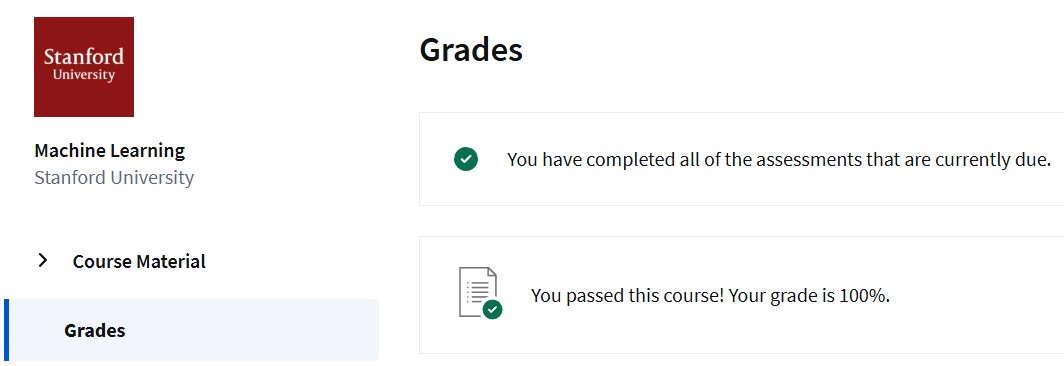 Stanford
University
Machine Learning
Stanford University
Course Material
Grades
Grades
You have completed all of the assessments that are currently due.
You passed this course! Your grade is 100%.